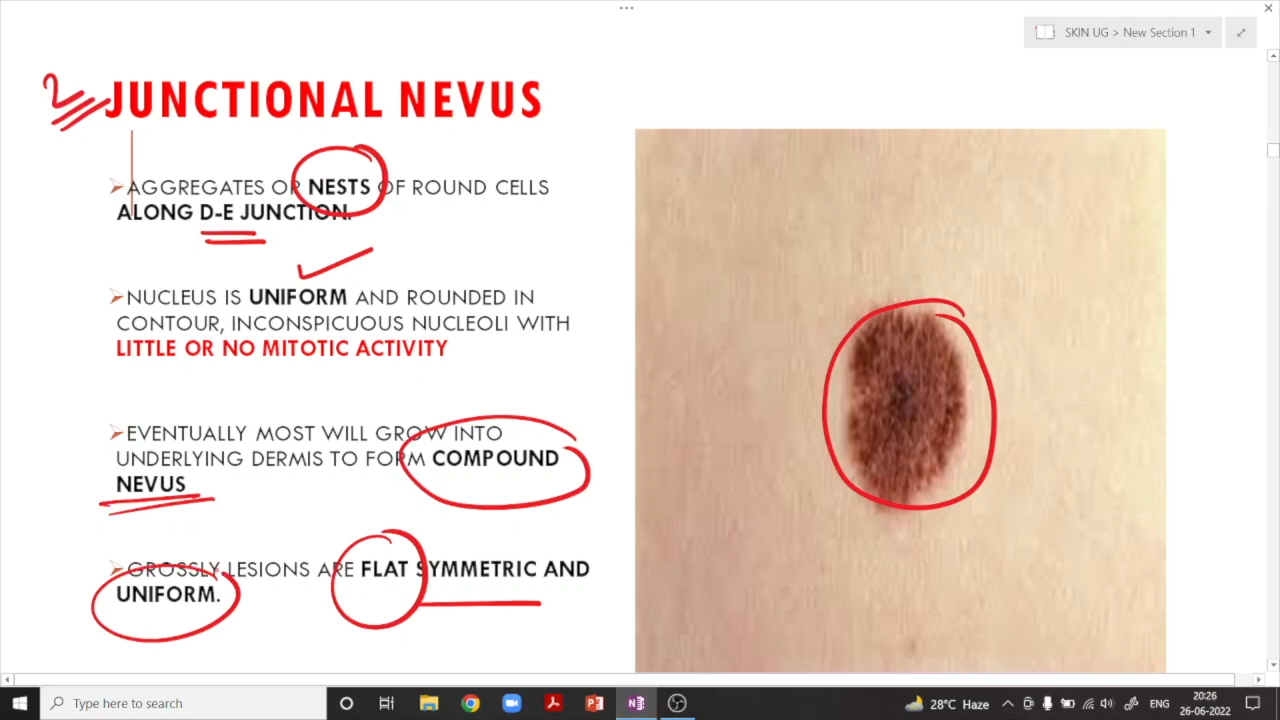 SKIN UG > New Section 1
2
JUNCTIONAL NEVUS
AGGREGATES OR NESTS OF ROUND CELLS
ALONG D-E JUNCTION.
NUCLEUS IS UNIFORM AND ROUNDED IN
CONTOUR, INCONSPICUOUS NUCLEOLI WITH
LITTLE OR NO MITOTIC ACTIVITY
EVENTUALLY MOST WILL GROW INTO
UNDERLYING DERMIS TO FORM COMPOUND
NEVUS
GROSSLY LESIONS ARE FLAT SYMMETRIC AND
UNIFORM.
Type here to search
28°C Haze
ENG
20:26
26-06-2022